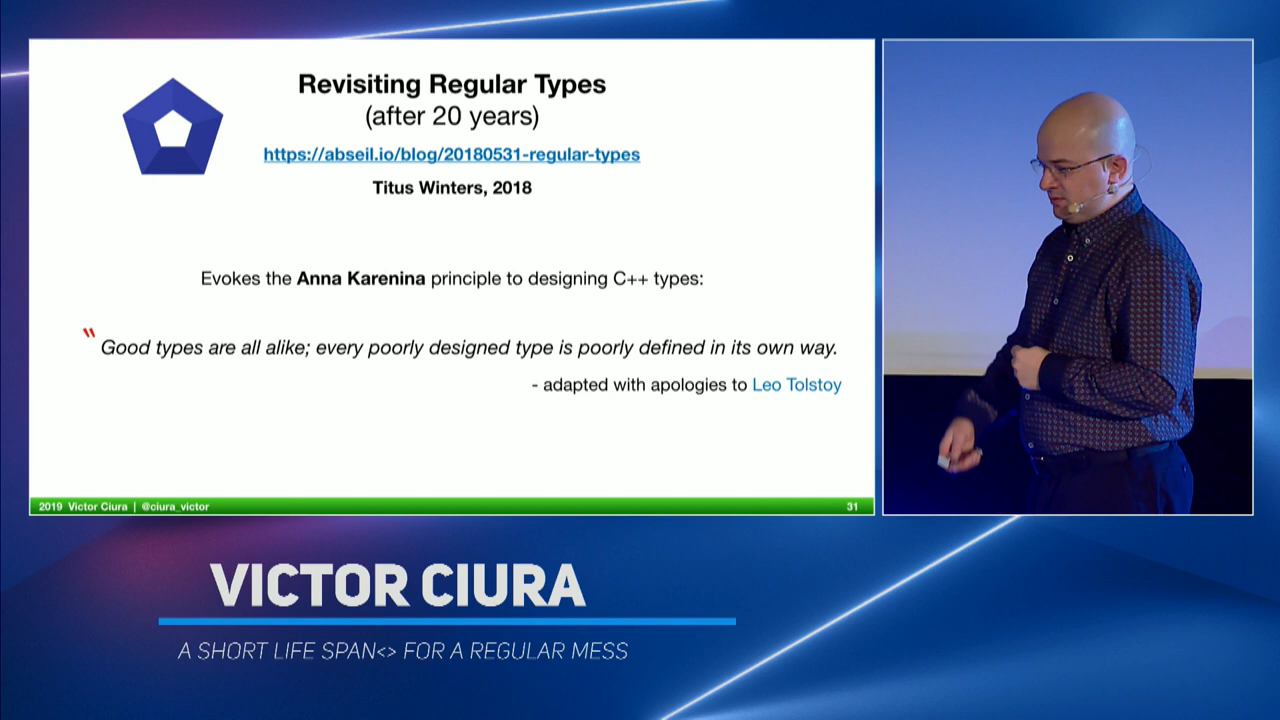 Revisiting Regular Types
(after 20 years)
https://abseil.io/blog/20180531-regular-types
Titus Winters, 2018
Evokes the Anna Karenina principle to designing C++ types:
‟ Good types are all alike; every poorly designed type is poorly defined in its own way.
- adapted with apologies to Leo Tolstoy
2019 Victor Ciura | @ciura_victor
31
VICTOR CIURA
A SHORT LIFE SPAN<> FOR A REGULAR MESS